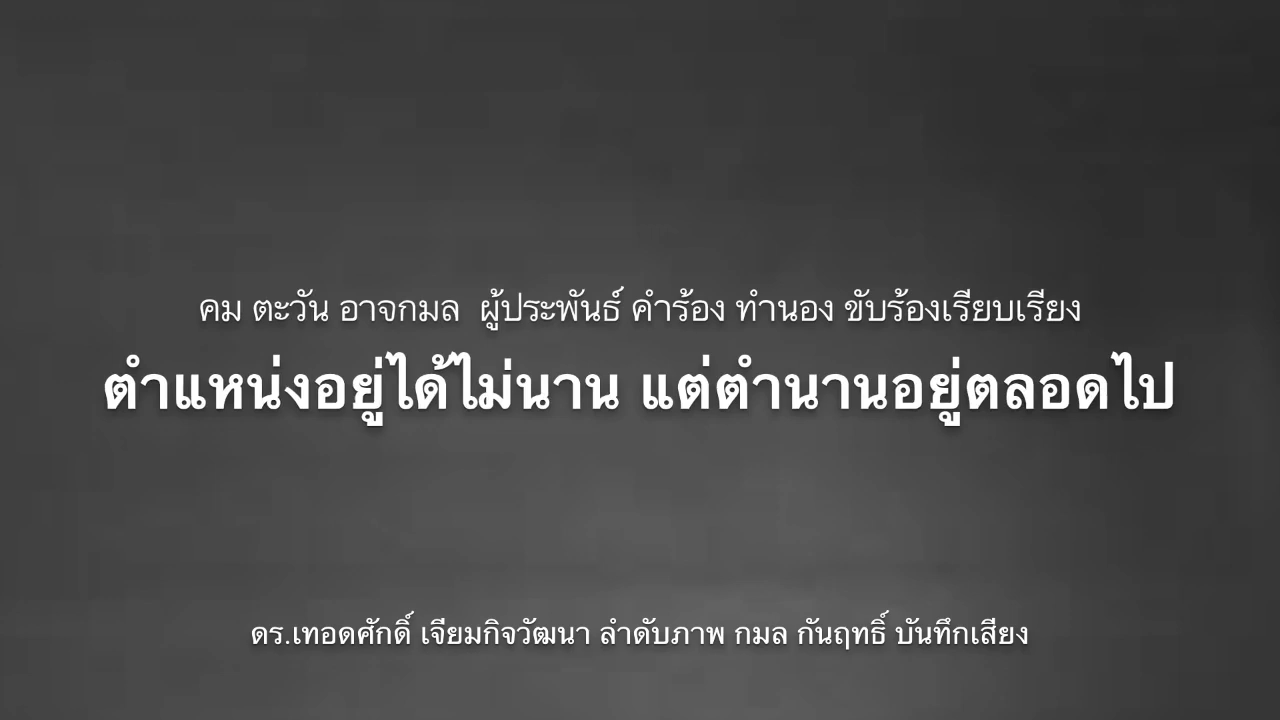 คม ตะวัน อาจกมล  ผู้ประพันธ์ คำร้อง ทำนอง ขับร้องเรียบเรียง
ตำแหน่งอยู่ได้ไม่นาน แต่ตำนานอยู่ตลอดไป
ดร.เทอดศักดิ์ เจียมกิจวัฒนา ลำดับภาพ กมล กันฤทธิ์ บันทึกเสียง